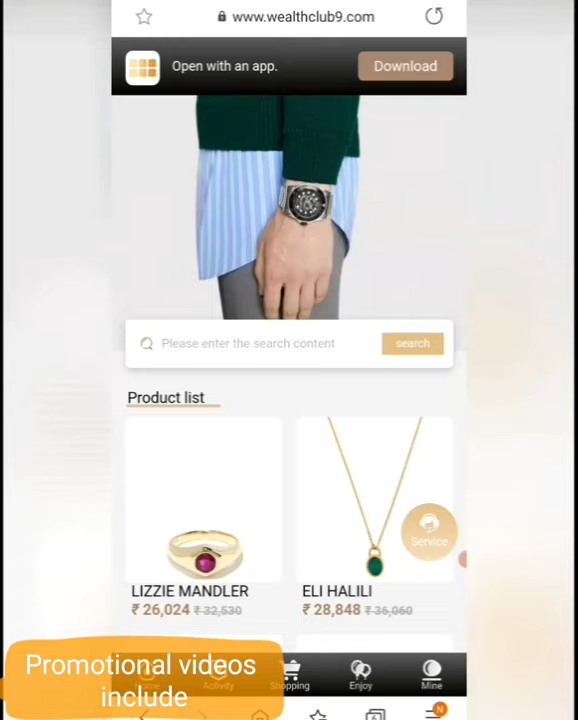 www.wealthclub9.com
Open with an app.
Download
Please enter the search content
search
Product list
Service
LIZZIE MANDLER
ELI HALILI
₹ 26,024 ₹ 32,530
₹ 28,848 ₹ 36,060
Promotional videos
include
Home
Activity
Shopping
Enjoy
Mine
N